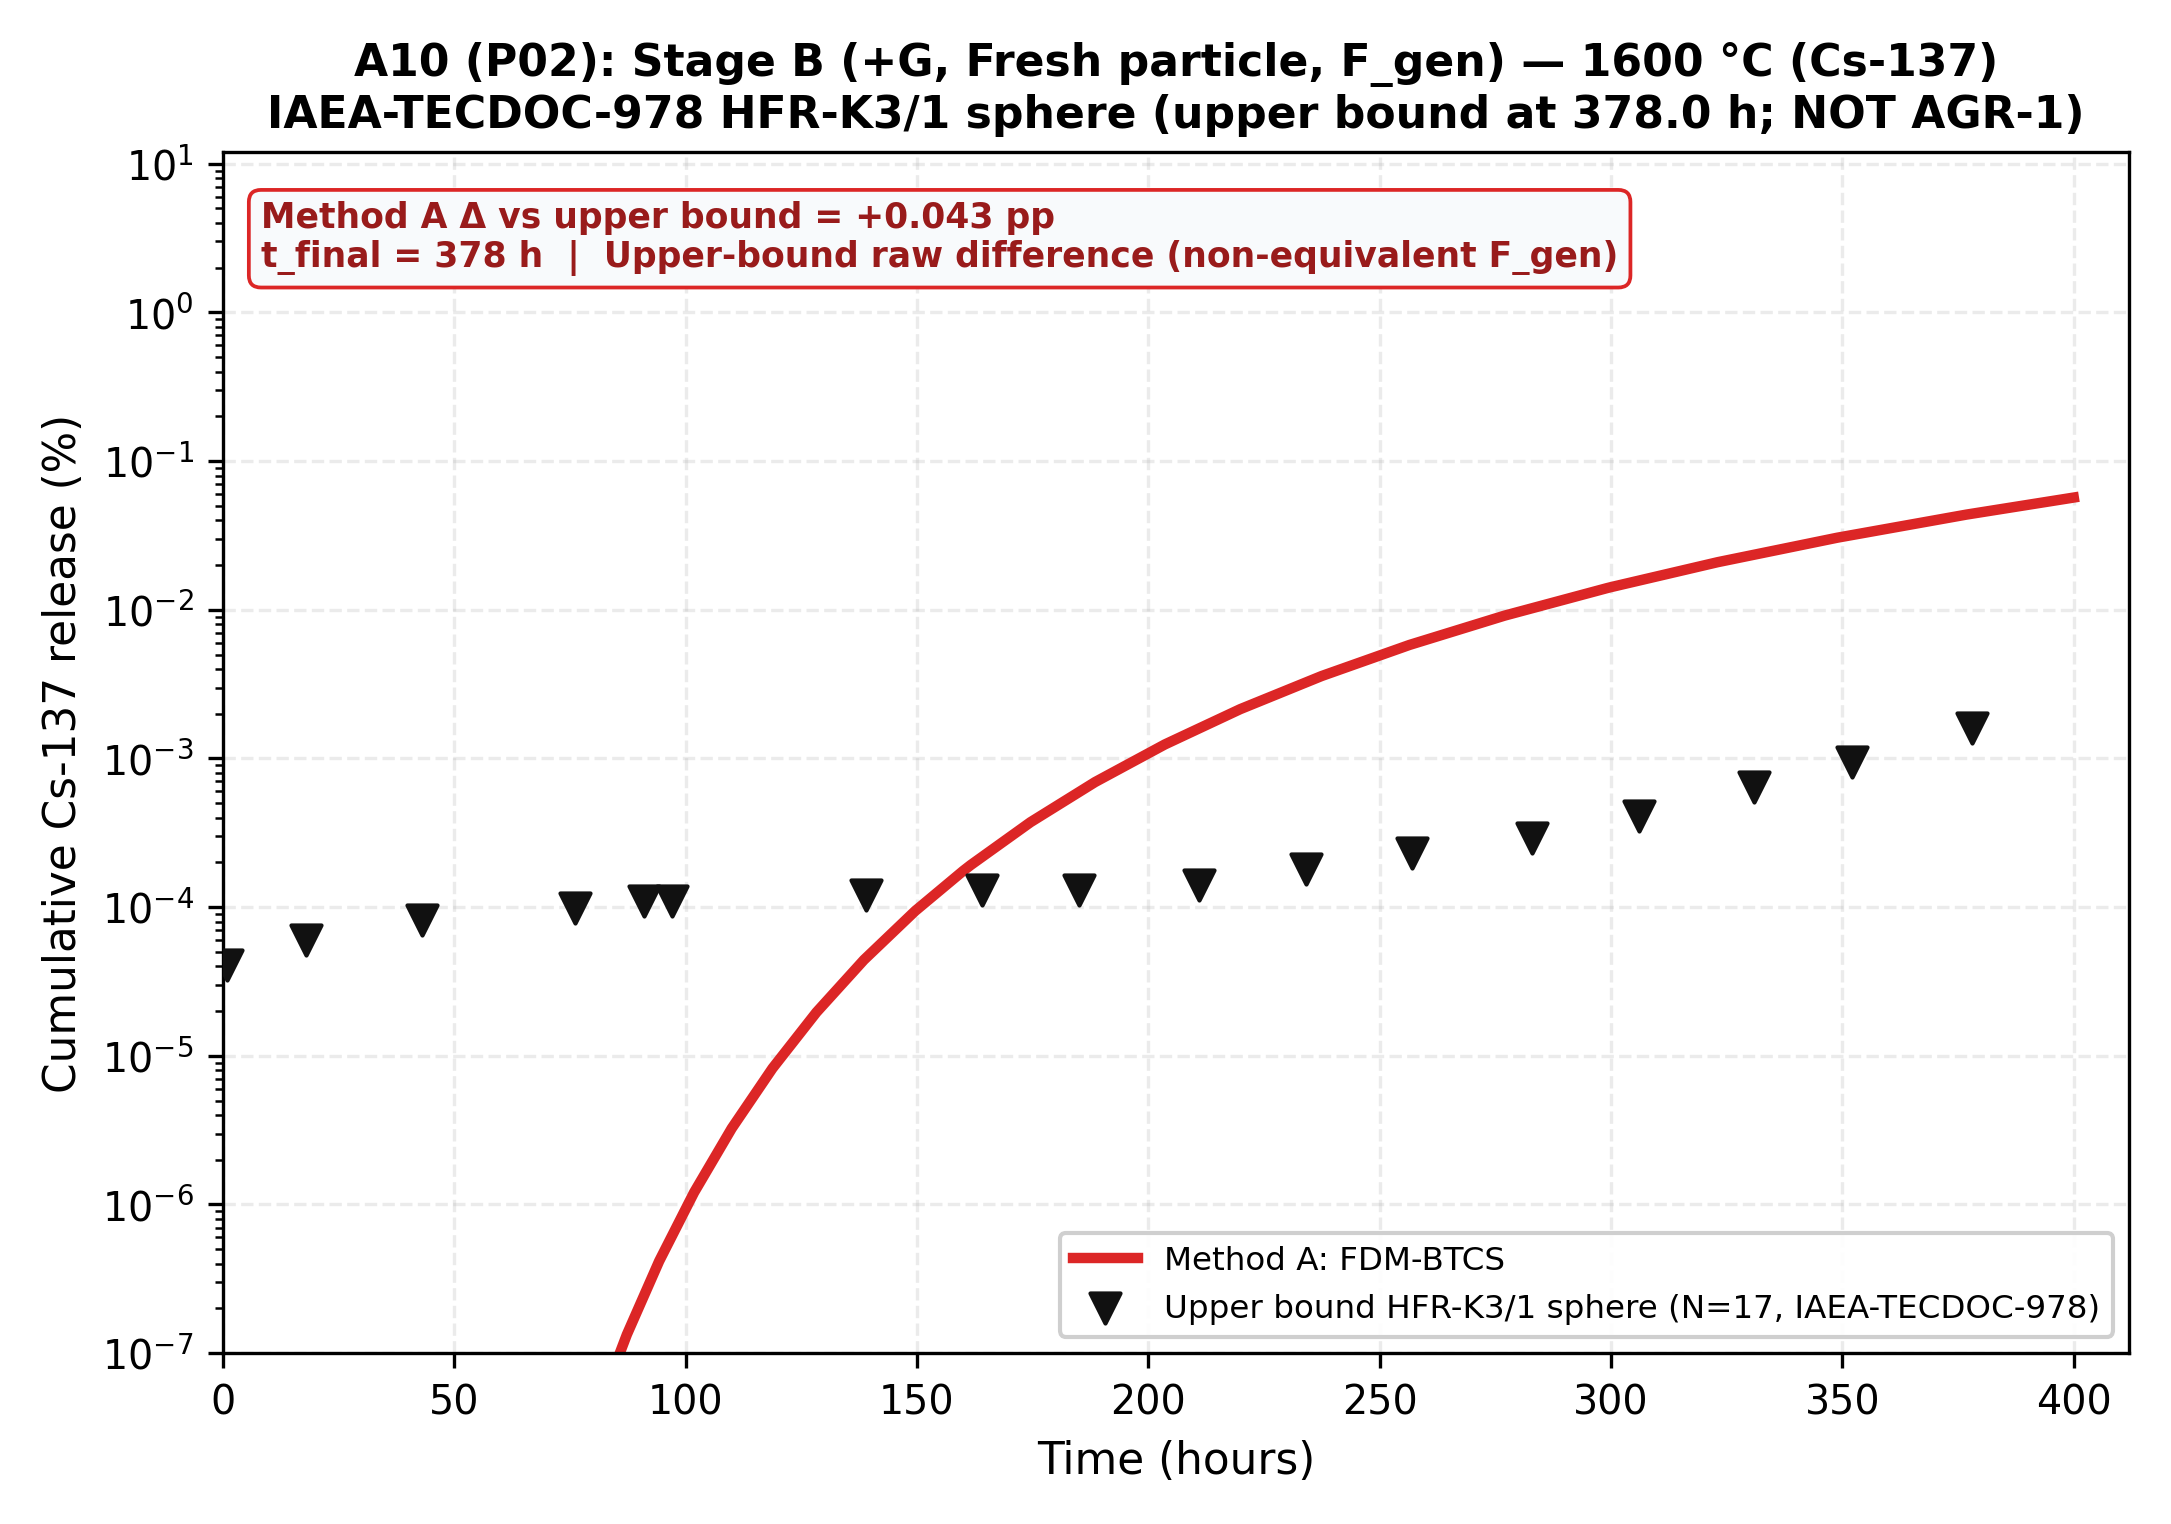 A10 (P02): Stage B (+G, Fresh particle, F_gen) — 1600 °C (Cs-137)
IAEA-TECDOC-978 HFR-K3/1 sphere (upper bound at 378.0 h; NOT AGR-1)
Method A Δ vs upper bound = +0.043 pp
t_final = 378 h | Upper-bound raw difference (non-equivalent F_gen)
Cumulative Cs-137 release (%)
10¹
10⁰
10⁻¹
10⁻²
10⁻³
10⁻⁴
10⁻⁵
10⁻⁶
10⁻⁷
Method A: FDM-BTCS
Upper bound HFR-K3/1 sphere (N=17, IAEA-TECDOC-978)
0 50 100 150 200 250 300 350 400
Time (hours)